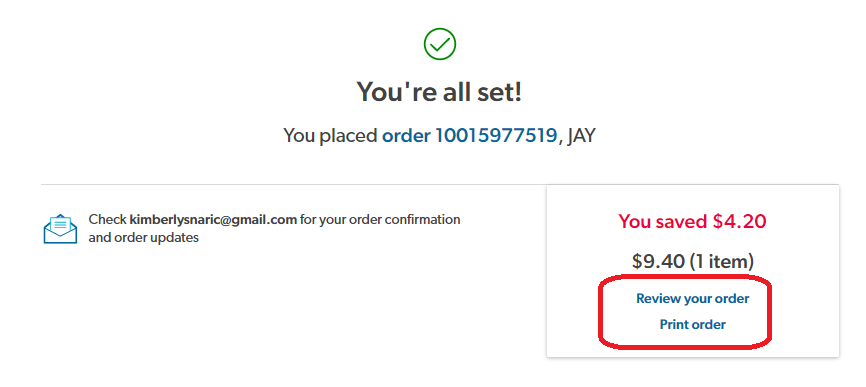 You're all set!
You placed order 10015977519, JAY
Check kimberlysnaric@gmail.com for your order confirmation
and order updates
You saved $4.20
$9.40 (1 item)
Review your order
Print order